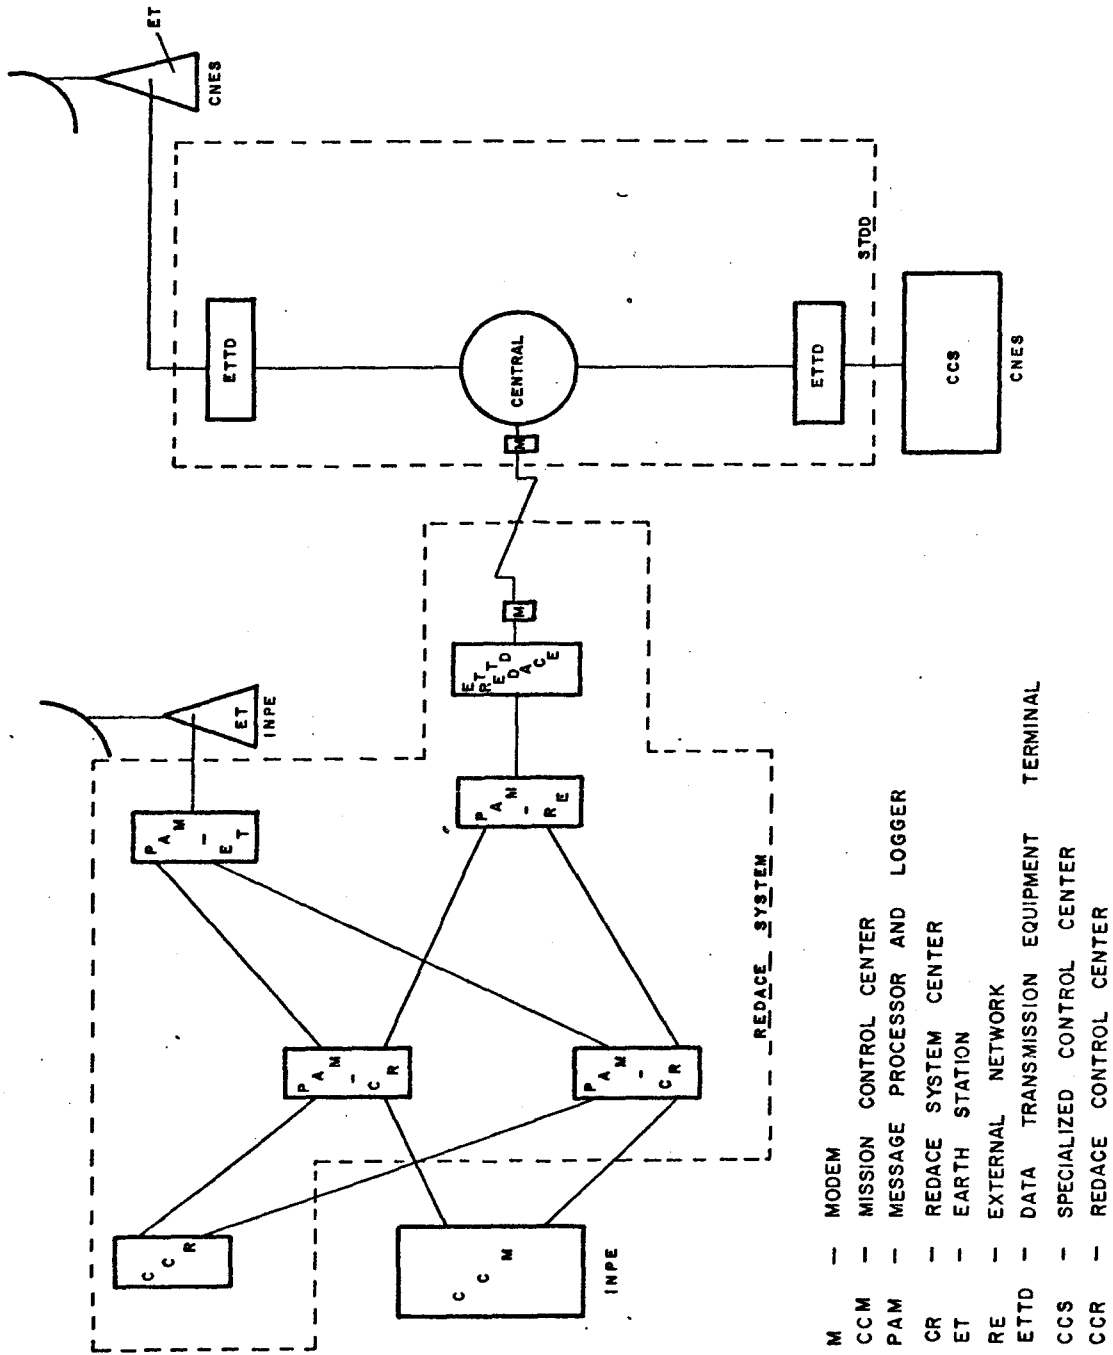 ET
CNES
ETTD
CENTRAL
M
ETTD
STDD
CCS
CNES
M
ETTD
REDACE
ET
INPE
PAM-ET
PAM-RE
REDACE SYSTEM
PAM-CR
PAM-CR
CCR
CCM
INPE
M — MODEM
CCM — MISSION CONTROL CENTER
PAM — MESSAGE PROCESSOR AND LOGGER
CR — REDACE SYSTEM CENTER
ET — EARTH STATION
RE — EXTERNAL NETWORK
ETTD — DATA TRANSMISSION EQUIPMENT TERMINAL
CCS — SPECIALIZED CONTROL CENTER
CCR — REDACE CONTROL CENTER